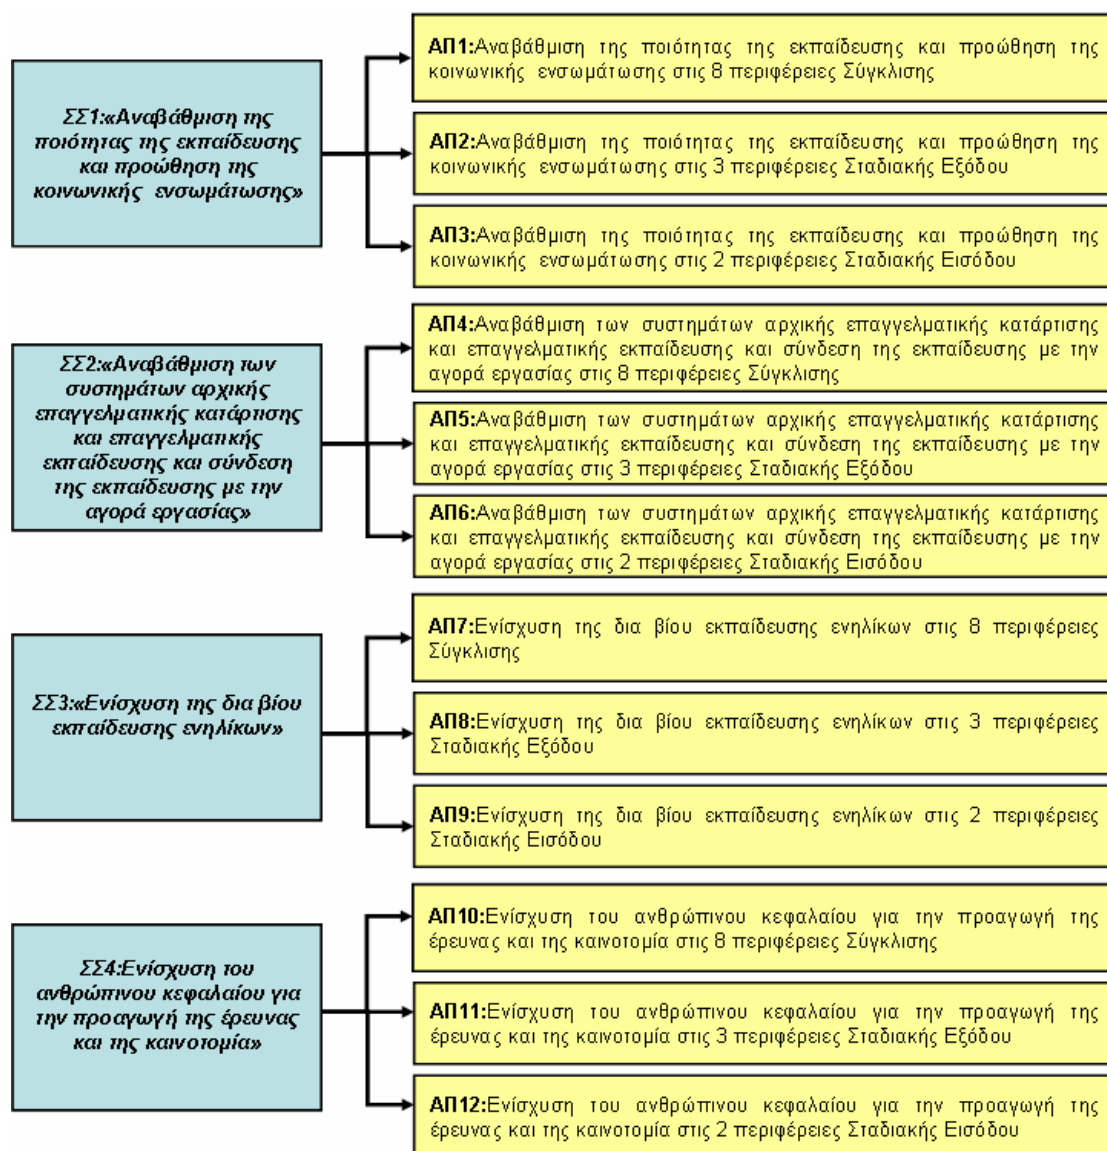 ΣΣ1:«Αναβάθμιση της
ποιότητας της εκπαίδευσης
και προώθηση της
κοινωνικής ενσωμάτωσης»
ΑΠ1:Αναβάθμιση της ποιότητας της εκπαίδευσης και προώθηση της
κοινωνικής ενσωμάτωσης στις 8 περιφέρειες Σύγκλισης
ΑΠ2:Αναβάθμιση της ποιότητας της εκπαίδευσης και προώθηση της
κοινωνικής ενσωμάτωσης στις 3 περιφέρειες Σταδιακής Εξόδου
ΑΠ3:Αναβάθμιση της ποιότητας της εκπαίδευσης και προώθηση της
κοινωνικής ενσωμάτωσης στις 2 περιφέρειες Σταδιακής Εισόδου
ΣΣ2:«Αναβάθμιση των
συστημάτων αρχικής
επαγγελματικής κατάρτισης
και επαγγελματικής
εκπαίδευσης και σύνδεση
της εκπαίδευσης με την
αγορά εργασίας»
ΑΠ4:Αναβάθμιση των συστημάτων αρχικής επαγγελματικής κατάρτισης
και επαγγελματικής εκπαίδευσης και σύνδεση της εκπαίδευσης με την
αγορά εργασίας στις 8 περιφέρειες Σύγκλισης
ΑΠ5:Αναβάθμιση των συστημάτων αρχικής επαγγελματικής κατάρτισης
και επαγγελματικής εκπαίδευσης και σύνδεση της εκπαίδευσης με την
αγορά εργασίας στις 3 περιφέρειες Σταδιακής Εξόδου
ΑΠ6:Αναβάθμιση των συστημάτων αρχικής επαγγελματικής κατάρτισης
και επαγγελματικής εκπαίδευσης και σύνδεση της εκπαίδευσης με την
αγορά εργασίας στις 2 περιφέρειες Σταδιακής Εισόδου
ΣΣ3:«Ενίσχυση της δια βίου
εκπαίδευσης ενηλίκων»
ΑΠ7:Ενίσχυση της δια βίου εκπαίδευσης ενηλίκων στις 8 περιφέρειες
Σύγκλισης
ΑΠ8:Ενίσχυση της δια βίου εκπαίδευσης ενηλίκων στις 3 περιφέρειες
Σταδιακής Εξόδου
ΑΠ9:Ενίσχυση της δια βίου εκπαίδευσης ενηλίκων στις 2 περιφέρειες
Σταδιακής Εισόδου
ΣΣ4:Ενίσχυση του
ανθρώπινου κεφαλαίου για
την προαγωγή της έρευνας
και της καινοτομία»
ΑΠ10:Ενίσχυση του ανθρώπινου κεφαλαίου για την προαγωγή της
έρευνας και της καινοτομία στις 8 περιφέρειες Σύγκλισης
ΑΠ11:Ενίσχυση του ανθρώπινου κεφαλαίου για την προαγωγή της
έρευνας και της καινοτομία στις 3 περιφέρειες Σταδιακής Εξόδου
ΑΠ12:Ενίσχυση του ανθρώπινου κεφαλαίου για την προαγωγή της
έρευνας και της καινοτομία στις 2 περιφέρειες Σταδιακής Εισόδου